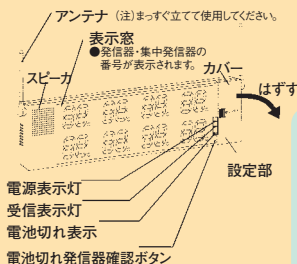 アンテナ（注）まっすぐ立てて使用してください。
表示窓
●発信器・集中発信器の
番号が表示されます。
スピーカ
カバー
はずす
設定部
電源表示灯
受信表示灯
電池切れ表示
電池切れ発信器確認ボタン